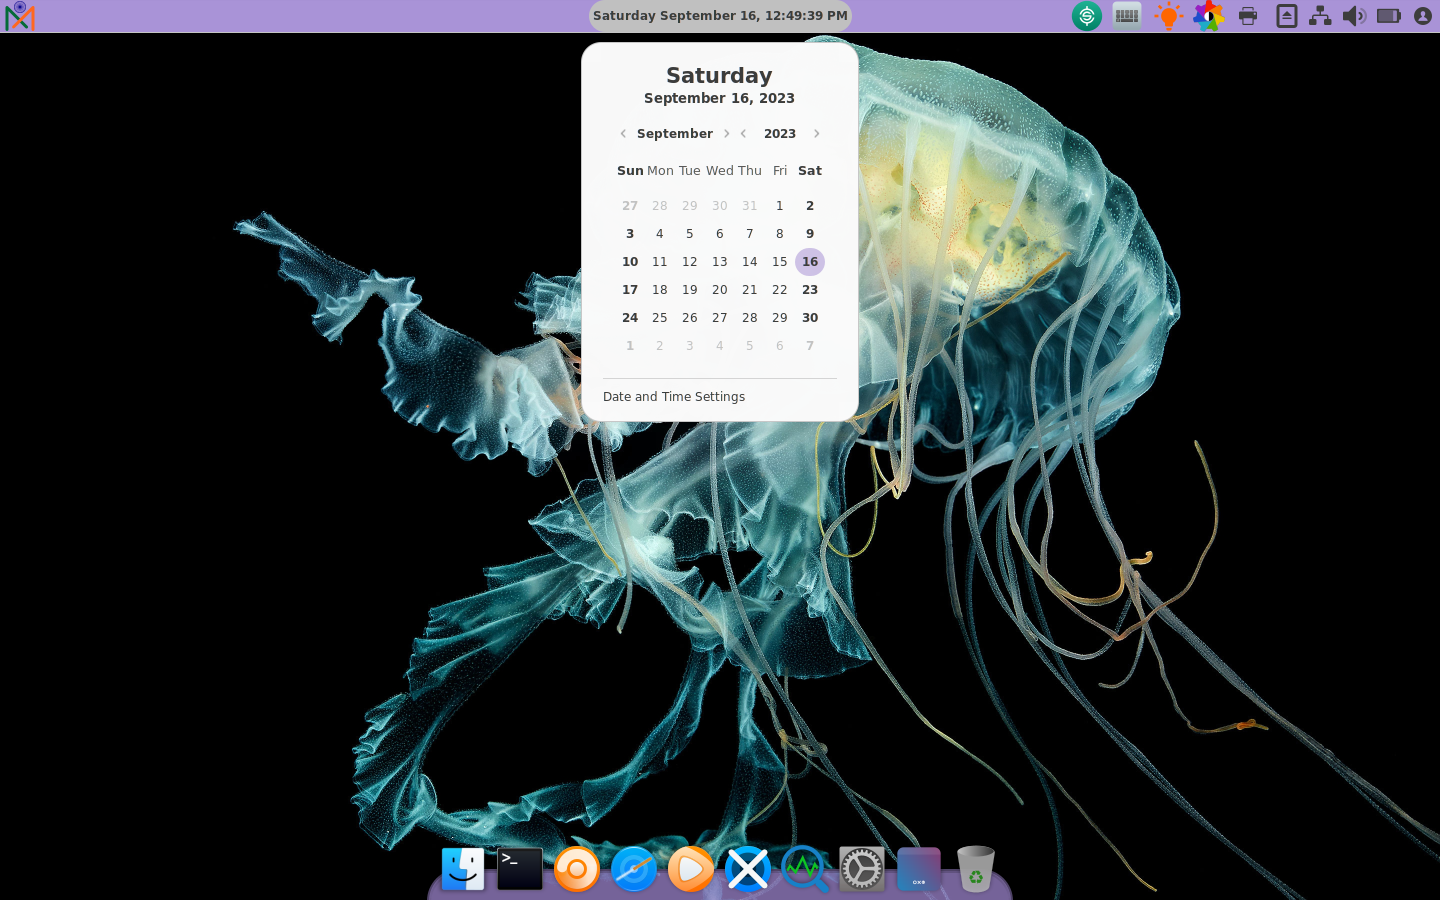 Saturday September 16, 12:49:39 PM
Saturday
September 16, 2023
September 2023
Sun Mon Tue Wed Thu Fri Sat
27 28 29 30 31 1 2
3 4 5 6 7 8 9
10 11 12 13 14 15 16
17 18 19 20 21 22 23
24 25 26 27 28 29 30
1 2 3 4 5 6 7
Date and Time Settings
>_